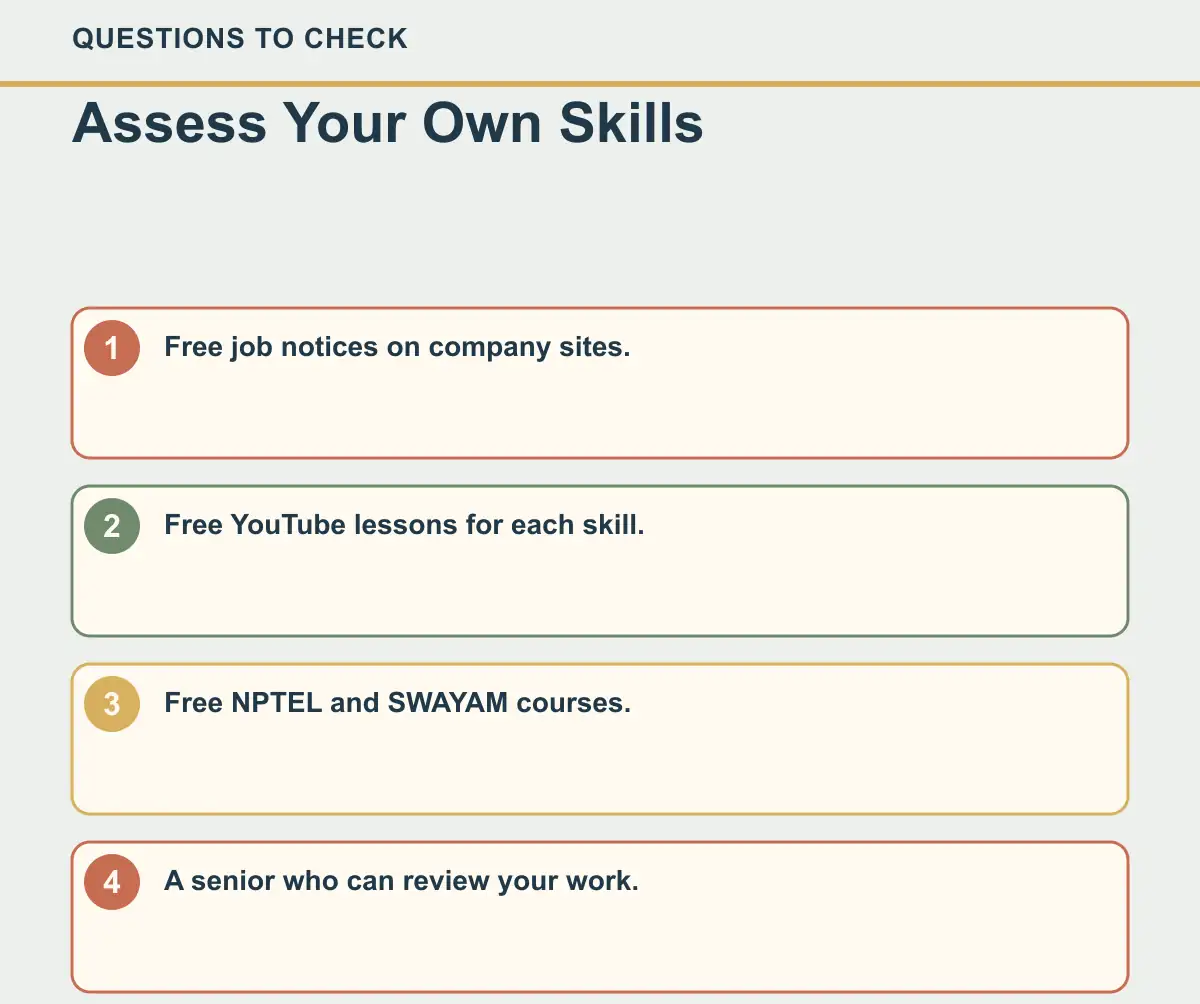 QUESTIONS TO CHECK
Assess Your Own Skills
1
Free job notices on company sites.
2
Free YouTube lessons for each skill.
3
Free NPTEL and SWAYAM courses.
4
A senior who can review your work.